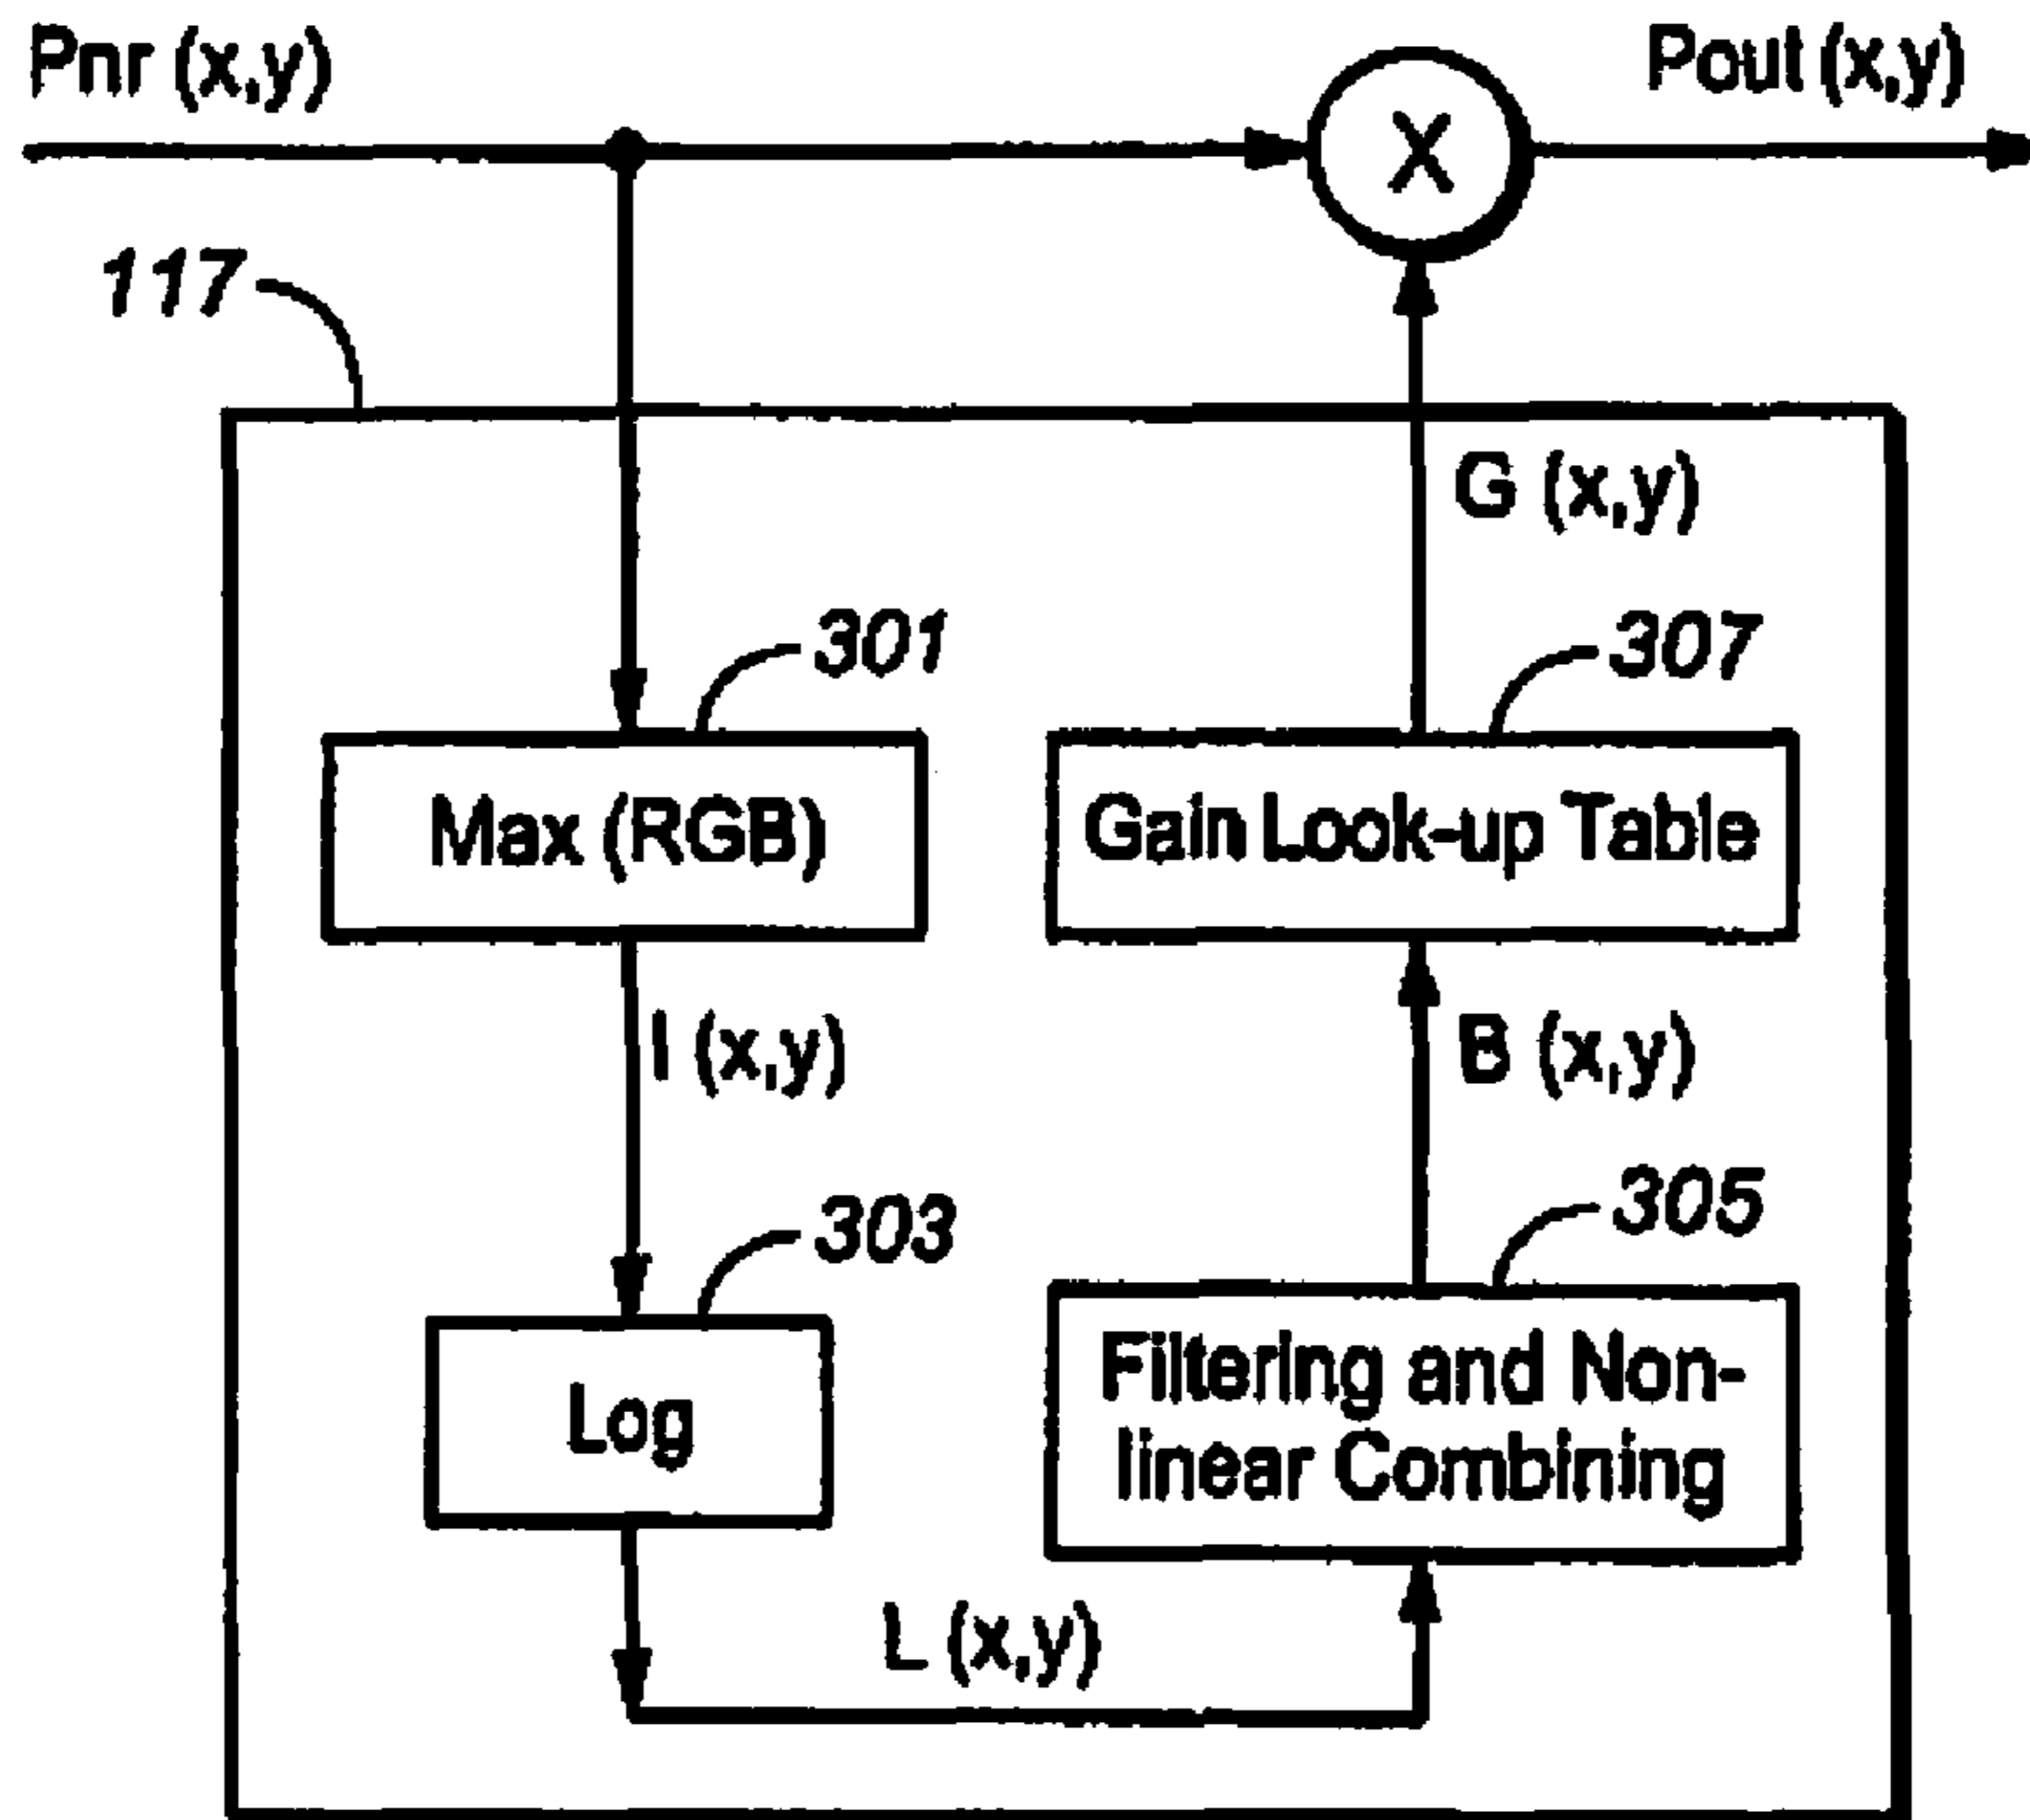 Pnr (x,y)
Pout (x,y)
X
117
G (x,y)
301
307
Max (RGB)
Gain Look-up Table
I (x,y)
B (x,y)
303
305
Log
Filtering and Non-
linear Combining
L (x,y)